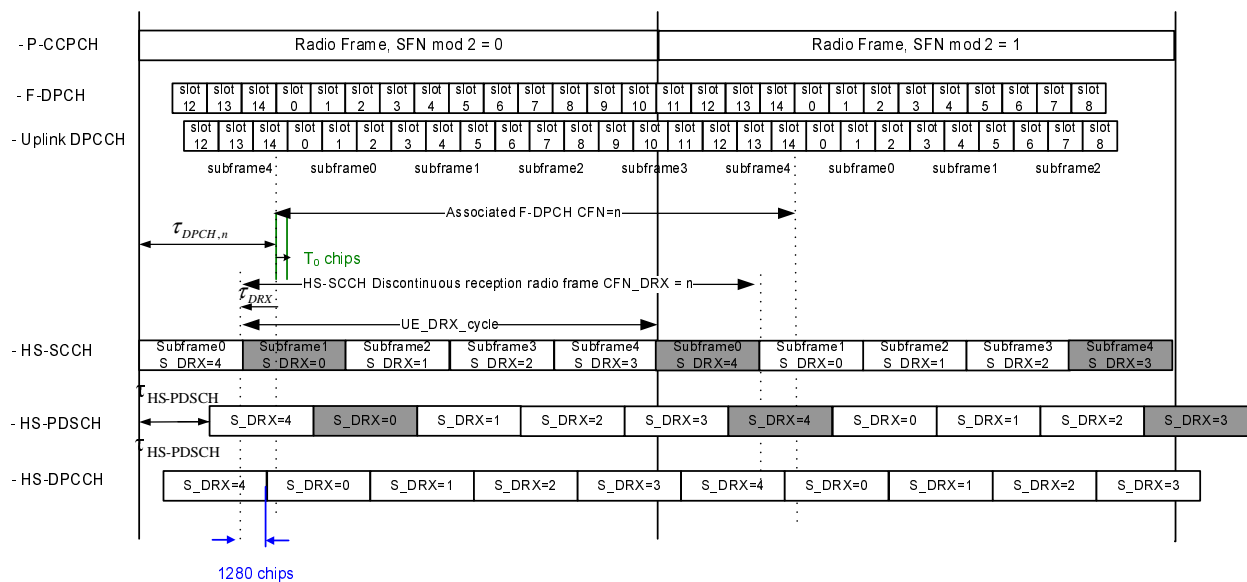 - P-CCPCH
Radio Frame, SFN mod 2 = 0
Radio Frame, SFN mod 2 = 1
- F-DPCH
slot 12 slot 13 slot 14 slot 0 slot 1 slot 2 slot 3 slot 4 slot 5 slot 6 slot 7 slot 8 slot 9 slot 10 slot 11 slot 12 slot 13 slot 14 slot 0 slot 1 slot 2 slot 3 slot 4 slot 5 slot 6 slot 7 slot 8
- Uplink DPCCH
slot 12 slot 13 slot 14 slot 0 slot 1 slot 2 slot 3 slot 4 slot 5 slot 6 slot 7 slot 8 slot 9 slot 10 slot 11 slot 12 slot 13 slot 14 slot 0 slot 1 slot 2 slot 3 slot 4 slot 5 slot 6 slot 7 slot 8
subframe4 subframe0 subframe1 subframe2 subframe3 subframe4 subframe0 subframe1 subframe2
Associated F-DPCH CFN=n
τDPCH,n
T0 chips
HS-SCCH Discontinuous reception radio frame CFN_DRX = n
τDRX
UE_DRX_cycle
- HS-SCCH
Subframe0 Subframe1 Subframe2 Subframe3 Subframe4 Subframe0 Subframe1 Subframe2 Subframe3 Subframe4
S_DRX=4 S_DRX=0 S_DRX=1 S_DRX=2 S_DRX=3 S_DRX=4 S_DRX=0 S_DRX=1 S_DRX=2 S_DRX=3
τHS-PDSCH
- HS-PDSCH
S_DRX=4 S_DRX=0 S_DRX=1 S_DRX=2 S_DRX=3 S_DRX=4 S_DRX=0 S_DRX=1 S_DRX=2 S_DRX=3
τHS-PDSCH
- HS-DPCCH
S_DRX=4 S_DRX=0 S_DRX=1 S_DRX=2 S_DRX=3 S_DRX=4 S_DRX=0 S_DRX=1 S_DRX=2 S_DRX=3
1280 chips